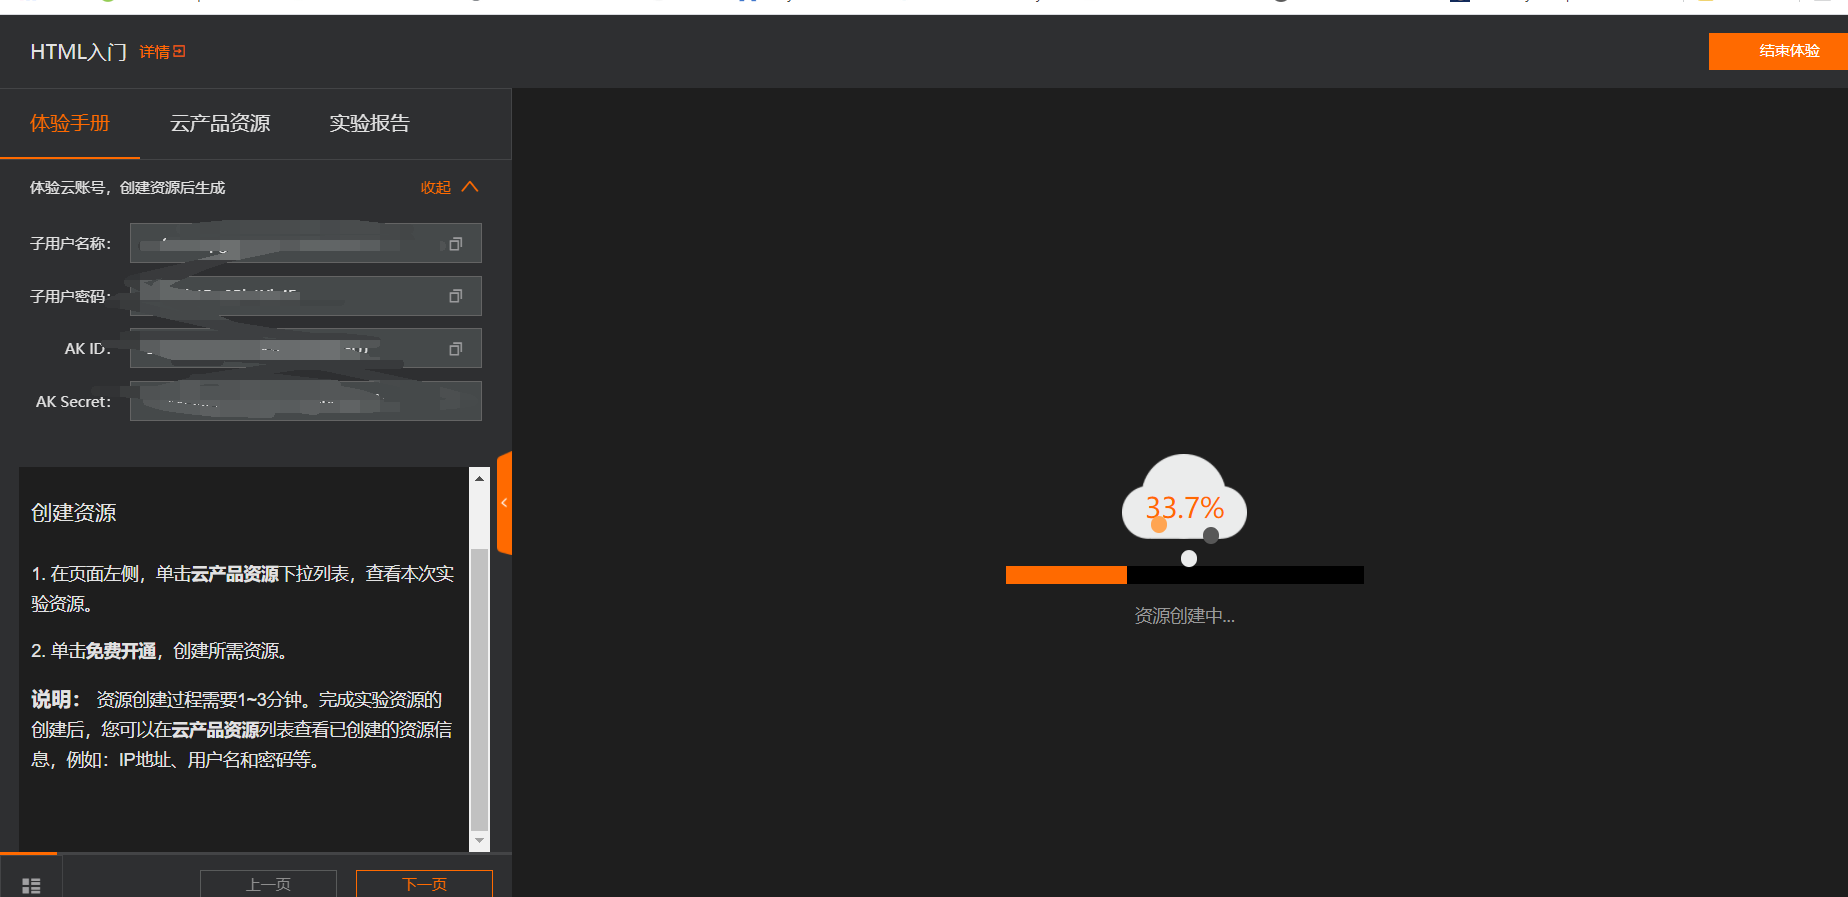 HTML入门 详情
结束体验
体验手册 云产品资源 实验报告
体验云账号，创建资源后生成 收起
子用户名称：
子用户密码：
AK ID：
AK Secret：
创建资源
1. 在页面左侧，单击云产品资源下拉列表，查看本次实
验资源。
2. 单击免费开通，创建所需资源。
说明： 资源创建过程需要1~3分钟。完成实验资源的
创建后，您可以在云产品资源列表查看已创建的资源信
息，例如：IP地址、用户名和密码等。
上一页 下一页
33.7%
资源创建中...